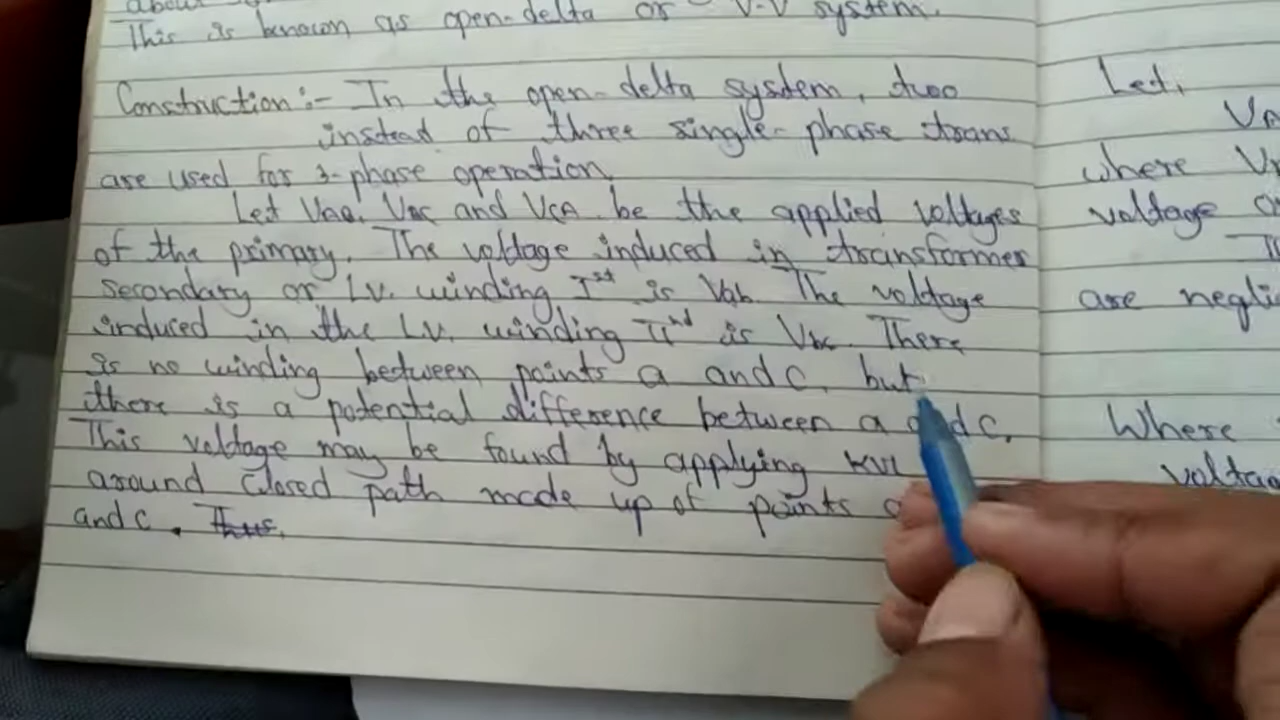 This is known as open-delta or V-V system.
Construction :- In the open-delta system, two
instead of three single-phase trans
are used for 3-phase operation.
Let VAB, VBC and VCA be the applied voltages
of the primary. The voltage induced in transformer
secondary or L.V. winding Ist is Vab. The voltage
induced in the L.V. winding IInd is Vbc. There
is no winding between points a and c, but
there is a potential difference between a and c.
This voltage may be found by applying KVL
around closed path made up of points a
and c. Thus,
Let,
where
voltage
are negli
Where
voltag